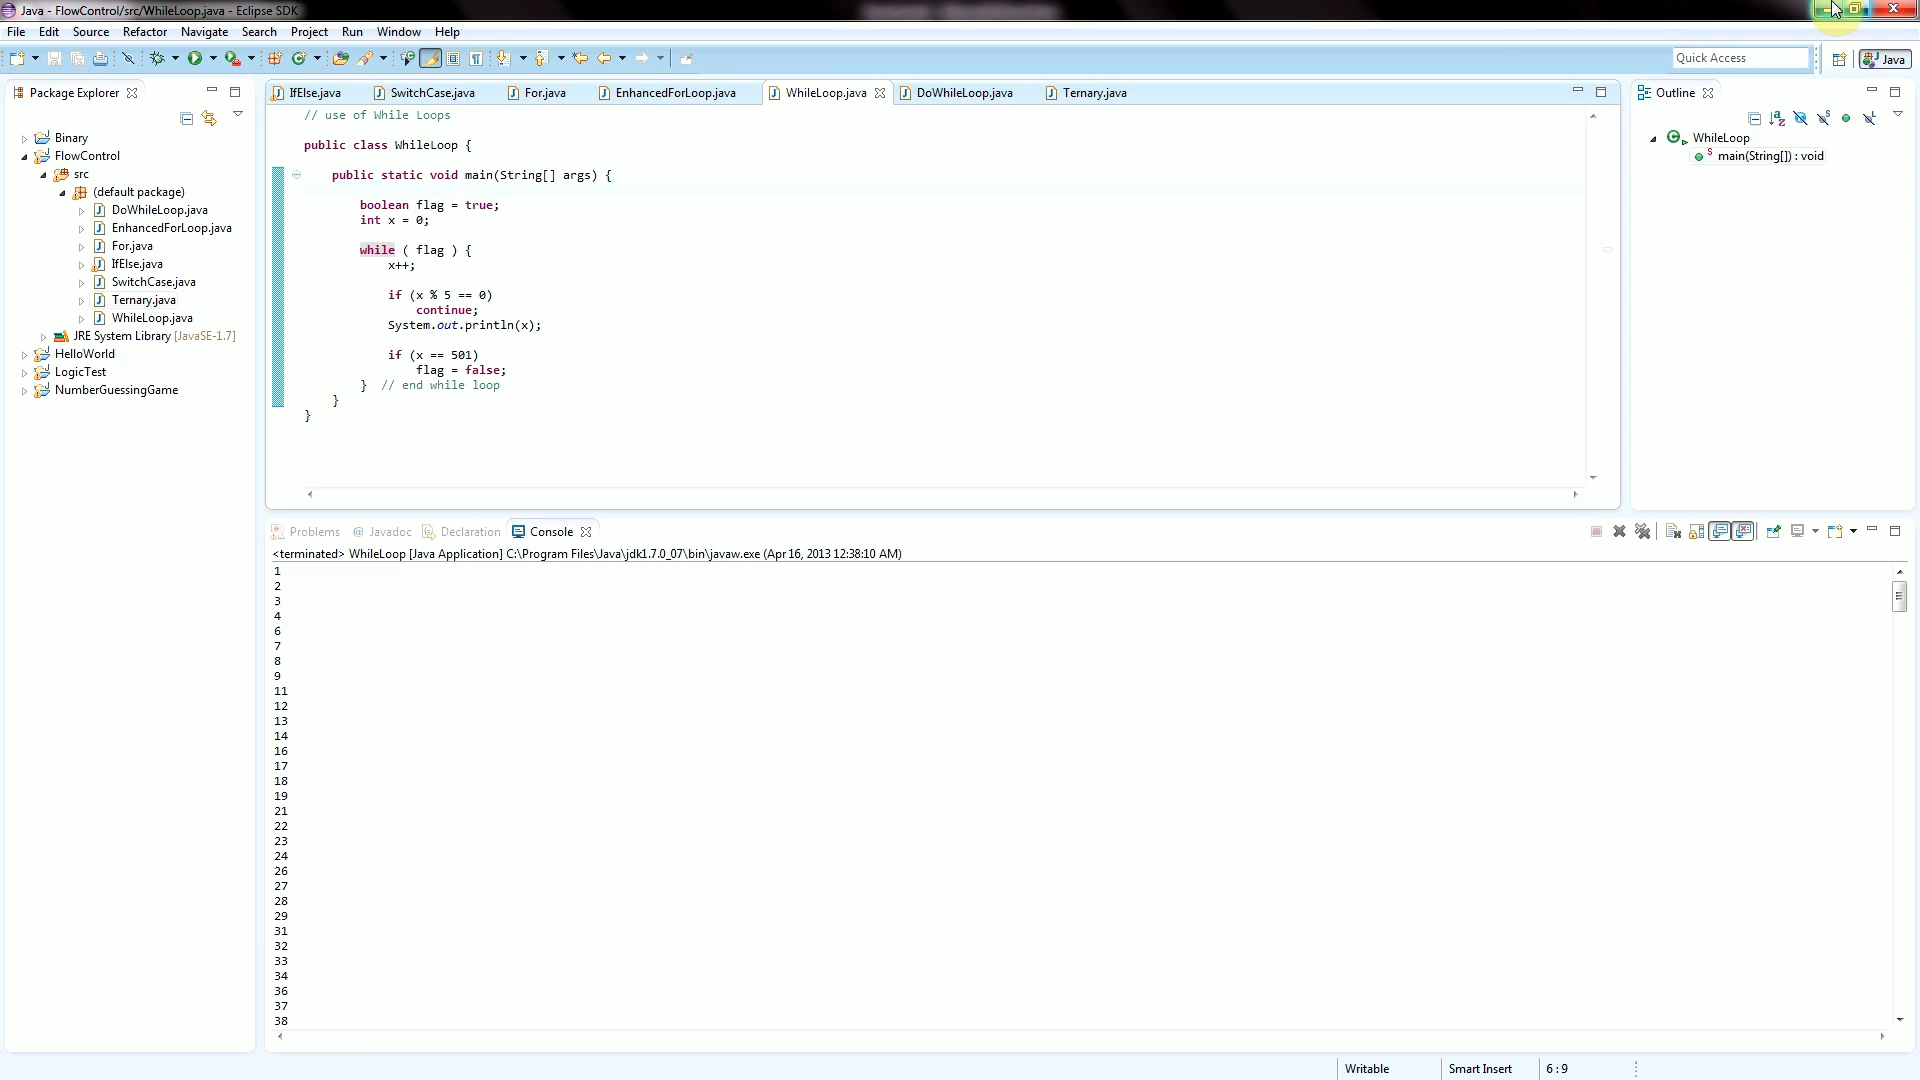 Java - FlowControl/src/WhileLoop.java - Eclipse SDK
File Edit Source Refactor Navigate Search Project Run Window Help
Quick Access
Java
Package Explorer
Binary
FlowControl
src
(default package)
DoWhileLoop.java
EnhancedForLoop.java
For.java
IfElse.java
SwitchCase.java
Ternary.java
WhileLoop.java
JRE System Library [JavaSE-1.7]
HelloWorld
LogicTest
NumberGuessingGame
IfElse.java SwitchCase.java For.java EnhancedForLoop.java WhileLoop.java DoWhileLoop.java Ternary.java
// use of While Loops
public class WhileLoop {
public static void main(String[] args) {
boolean flag = true;
int x = 0;
while ( flag ) {
x++;
if (x % 5 == 0)
continue;
System.out.println(x);
if (x == 501)
flag = false;
} // end while loop
}
}
Outline
WhileLoop
main(String[]) : void
Problems Javadoc Declaration Console
<terminated> WhileLoop [Java Application] C:\Program Files\Java\jdk1.7.0_07\bin\javaw.exe (Apr 16, 2013 12:38:10 AM)
1
2
3
4
6
7
8
9
11
12
13
14
16
17
18
19
21
22
23
24
26
27
28
29
31
32
33
34
36
37
38
Writable Smart Insert 6 : 9